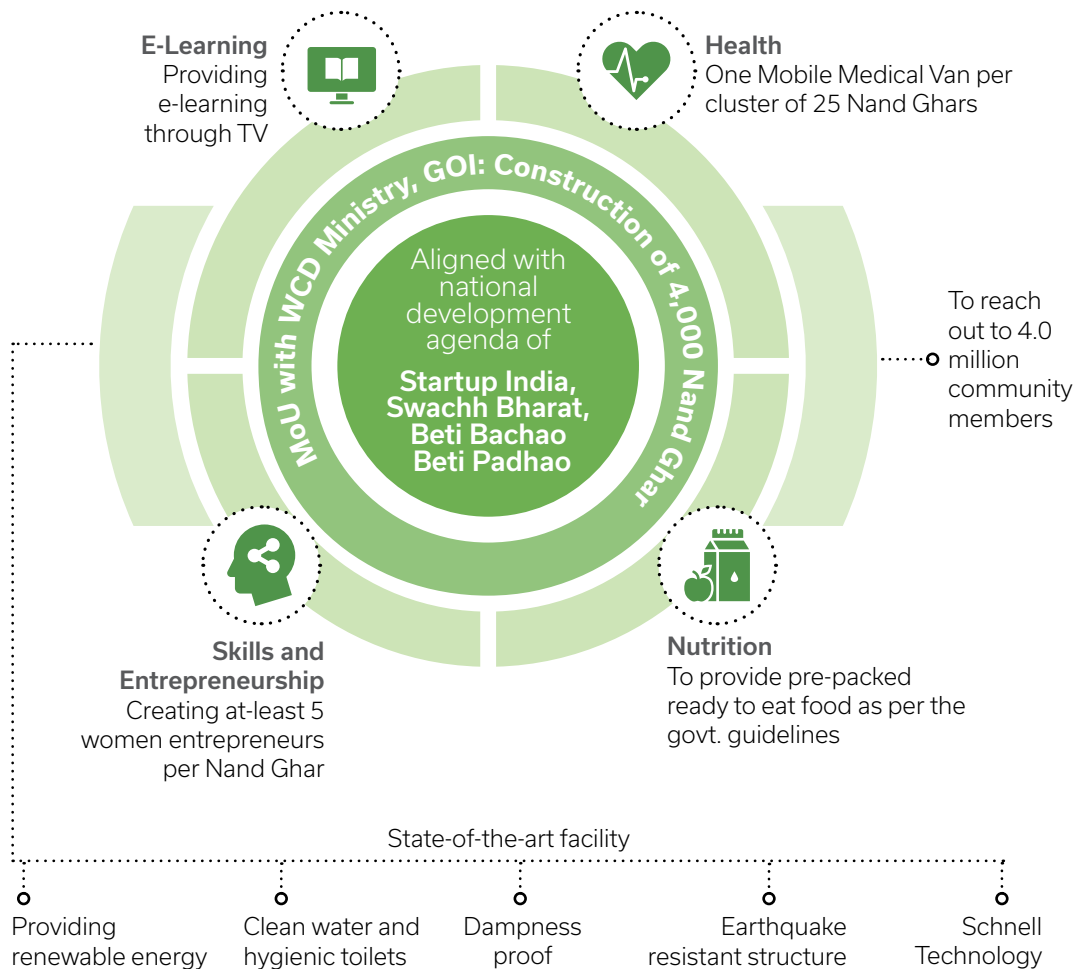 E-Learning
Providing
e-learning
through TV
Health
One Mobile Medical Van per
cluster of 25 Nand Ghars
MoU with WCD Ministry, GOI: Construction of 4,000 Nand Ghar
Aligned with
national
development
agenda of
Startup India,
Swachh Bharat,
Beti Bachao
Beti Padhao
To reach
out to 4.0
million
community
members
Skills and
Entrepreneurship
Creating at-least 5
women entrepreneurs
per Nand Ghar
Nutrition
To provide pre-packed
ready to eat food as per the
govt. guidelines
State-of-the-art facility
Providing
renewable energy
Clean water and
hygienic toilets
Dampness
proof
Earthquake
resistant structure
Schnell
Technology